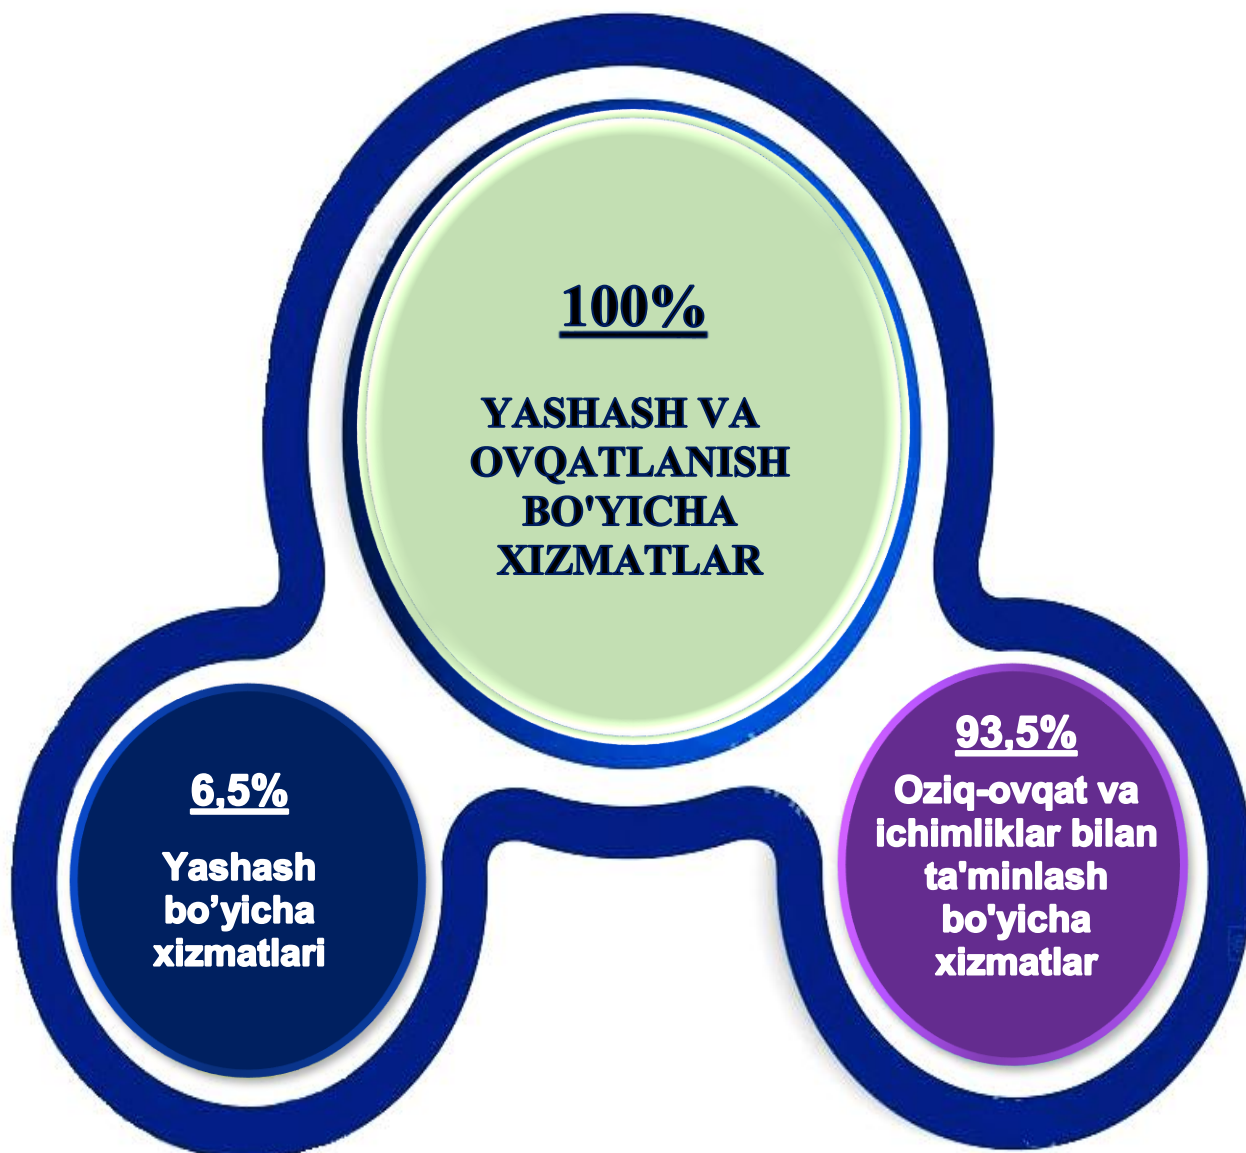 100%
YASHASH VA
OVQATLANISH
BO'YICHA
XIZMATLAR
6,5%
Yashash
bo’yicha
xizmatlari
93,5%
Oziq-ovqat va
ichimliklar bilan
ta'minlash
bo'yicha
xizmatlar